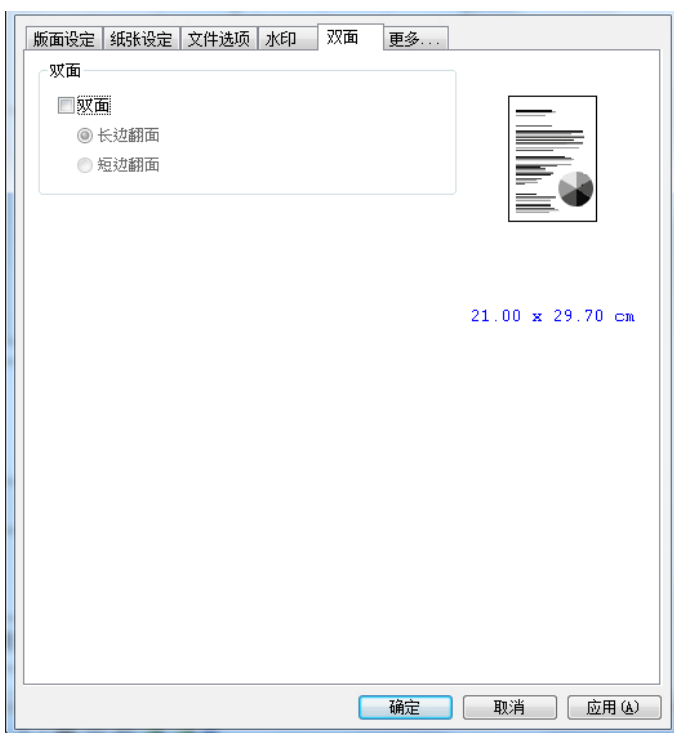 版面设定 纸张设定 文件选项 水印 双面 更多...
双面
双面
长边翻面
短边翻面
21.00 x 29.70 cm
确定 取消 应用(A)